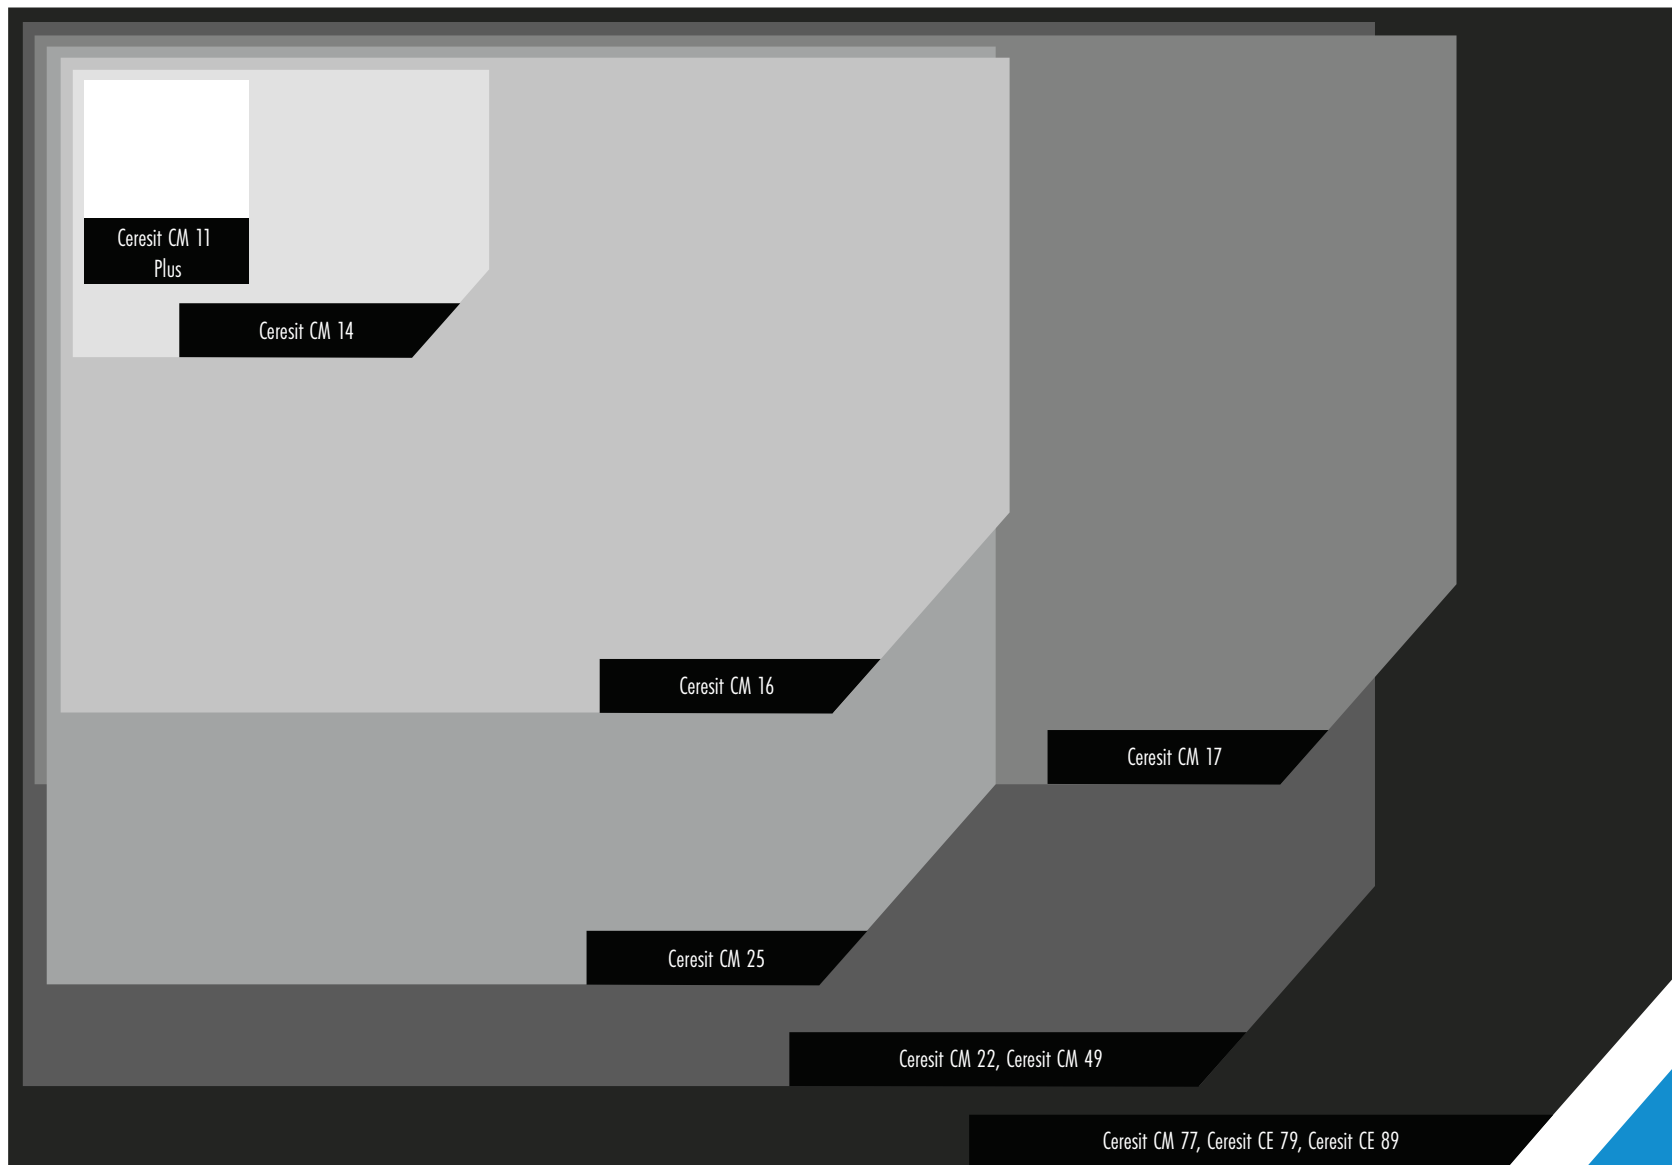 Ceresit CM 11
Plus
Ceresit CM 14
Ceresit CM 16
Ceresit CM 17
Ceresit CM 25
Ceresit CM 22, Ceresit CM 49
Ceresit CM 77, Ceresit CE 79, Ceresit CE 89